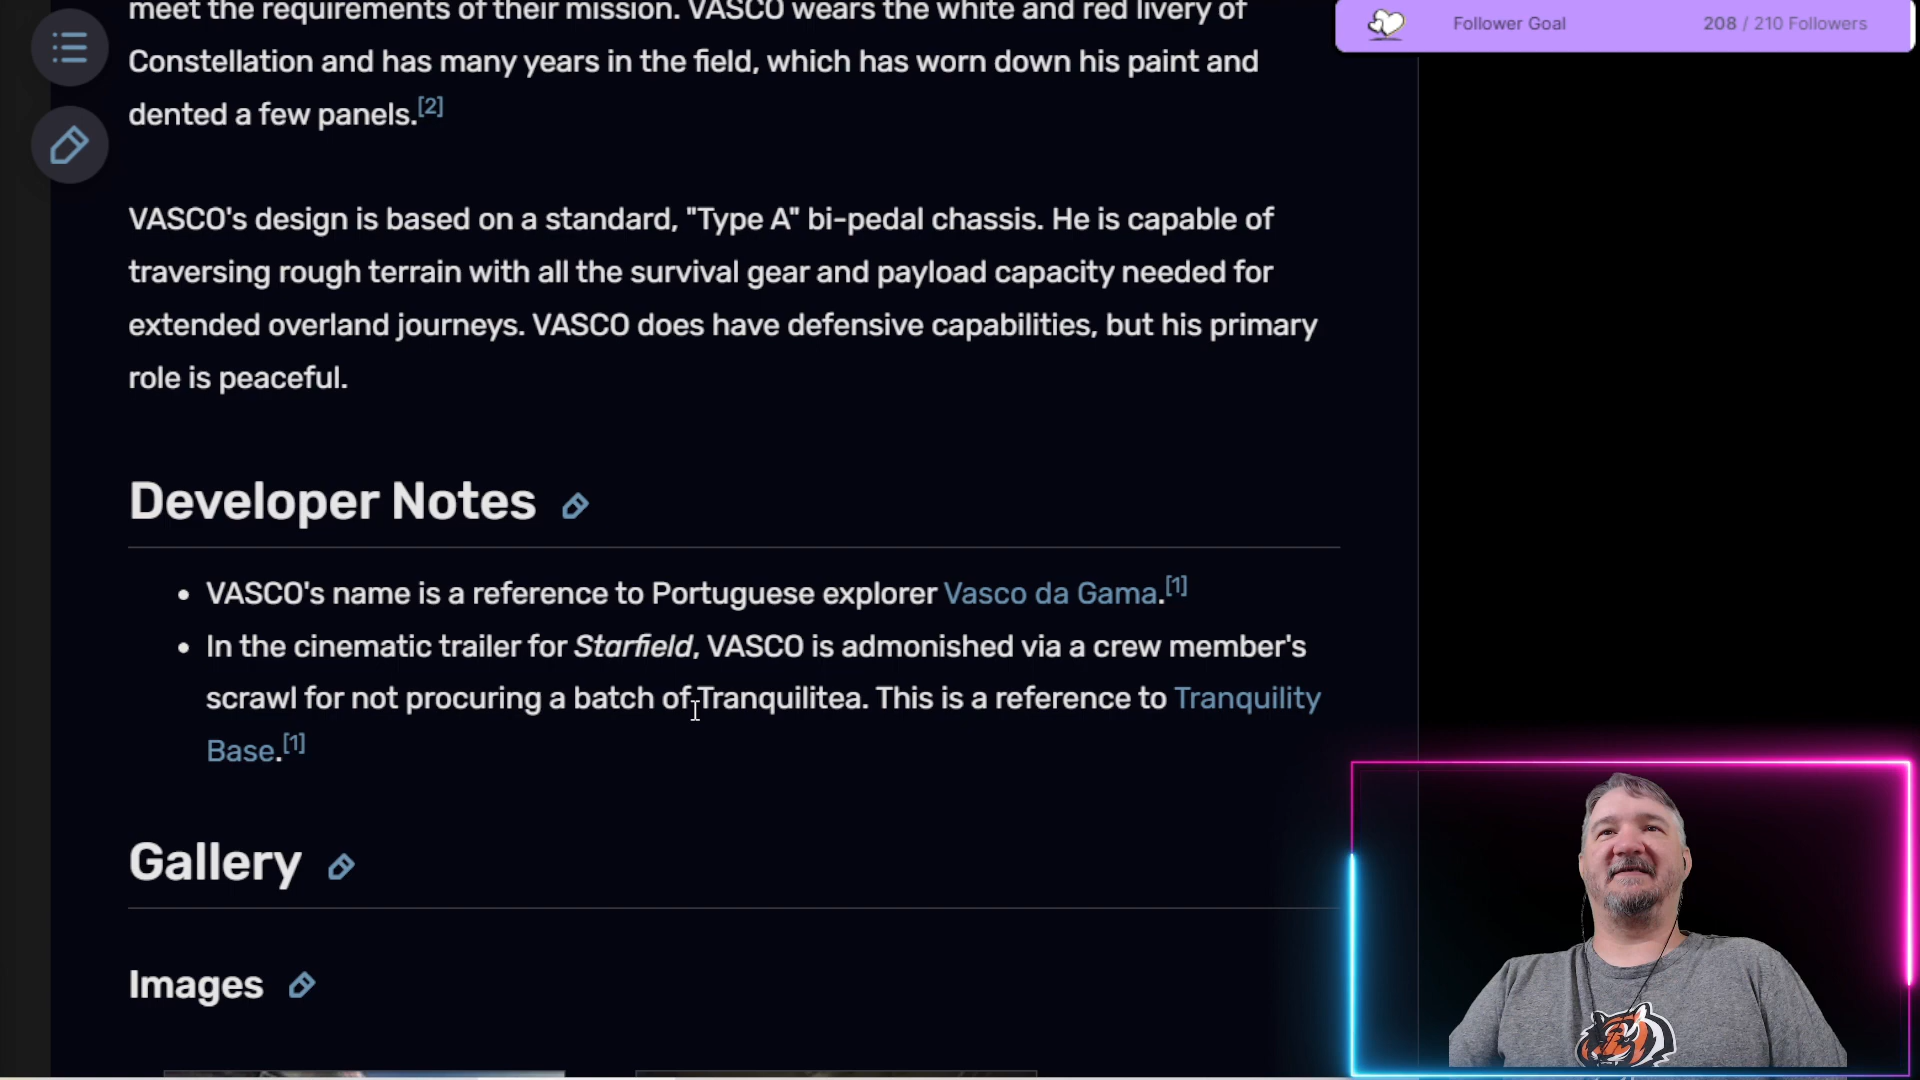 meet the requirements of their mission. VASCO wears the white and red livery of
Constellation and has many years in the field, which has worn down his paint and
dented a few panels.[2]
VASCO's design is based on a standard, "Type A" bi-pedal chassis. He is capable of
traversing rough terrain with all the survival gear and payload capacity needed for
extended overland journeys. VASCO does have defensive capabilities, but his primary
role is peaceful.
Developer Notes
• VASCO's name is a reference to Portuguese explorer Vasco da Gama.[1]
• In the cinematic trailer for Starfield, VASCO is admonished via a crew member's
scrawl for not procuring a batch of Tranquilitea. This is a reference to Tranquility
Base.[1]
Gallery
Images
Follower Goal 208 / 210 Followers